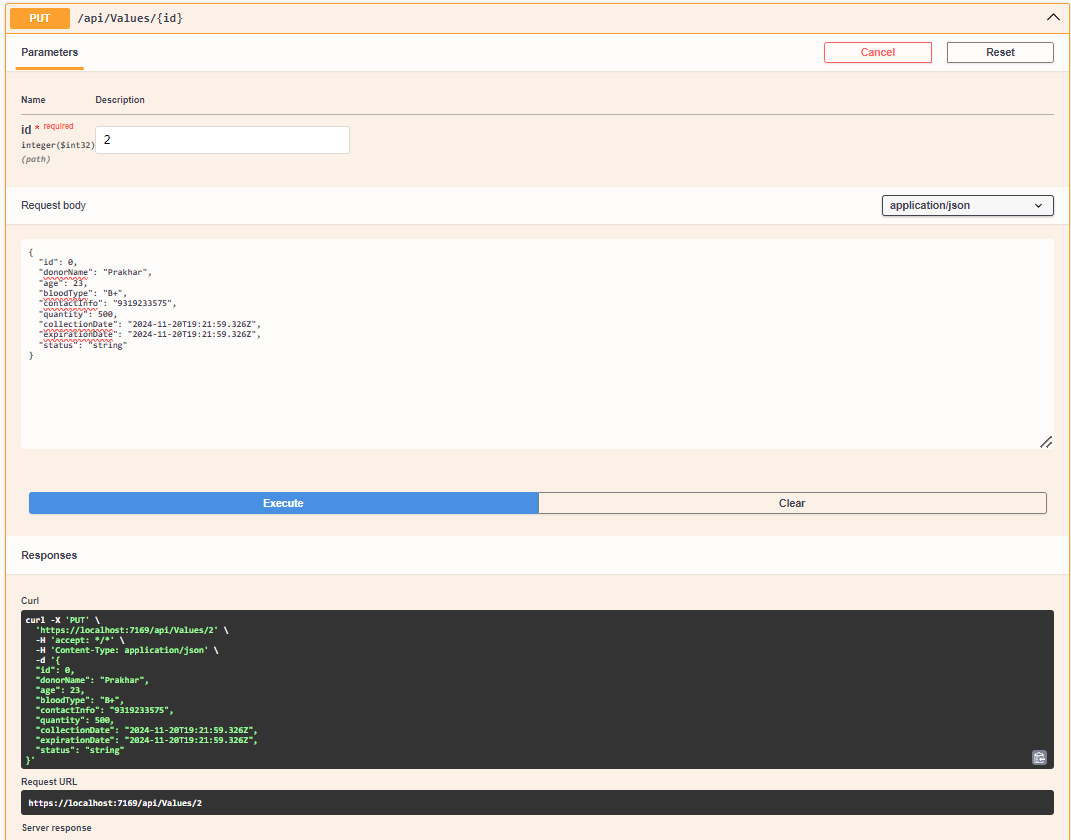 PUT /api/Values/{id}
Parameters
Cancel
Reset
Name Description
id * required
integer($int32)
(path)
2
Request body
application/json
{
  "id": 0,
  "donorName": "Prakhar",
  "age": 23,
  "bloodType": "B+",
  "contactInfo": "9319233575",
  "quantity": 500,
  "collectionDate": "2024-11-20T19:21:59.326Z",
  "expirationDate": "2024-11-20T19:21:59.326Z",
  "status": "string"
}
Execute
Clear
Responses
Curl
curl -X 'PUT' \
  'https://localhost:7169/api/Values/2' \
  -H 'accept: */*' \
  -H 'Content-Type: application/json' \
  -d '{
  "id": 0,
  "donorName": "Prakhar",
  "age": 23,
  "bloodType": "B+",
  "contactInfo": "9319233575",
  "quantity": 500,
  "collectionDate": "2024-11-20T19:21:59.326Z",
  "expirationDate": "2024-11-20T19:21:59.326Z",
  "status": "string"
}'
Request URL
https://localhost:7169/api/Values/2
Server response